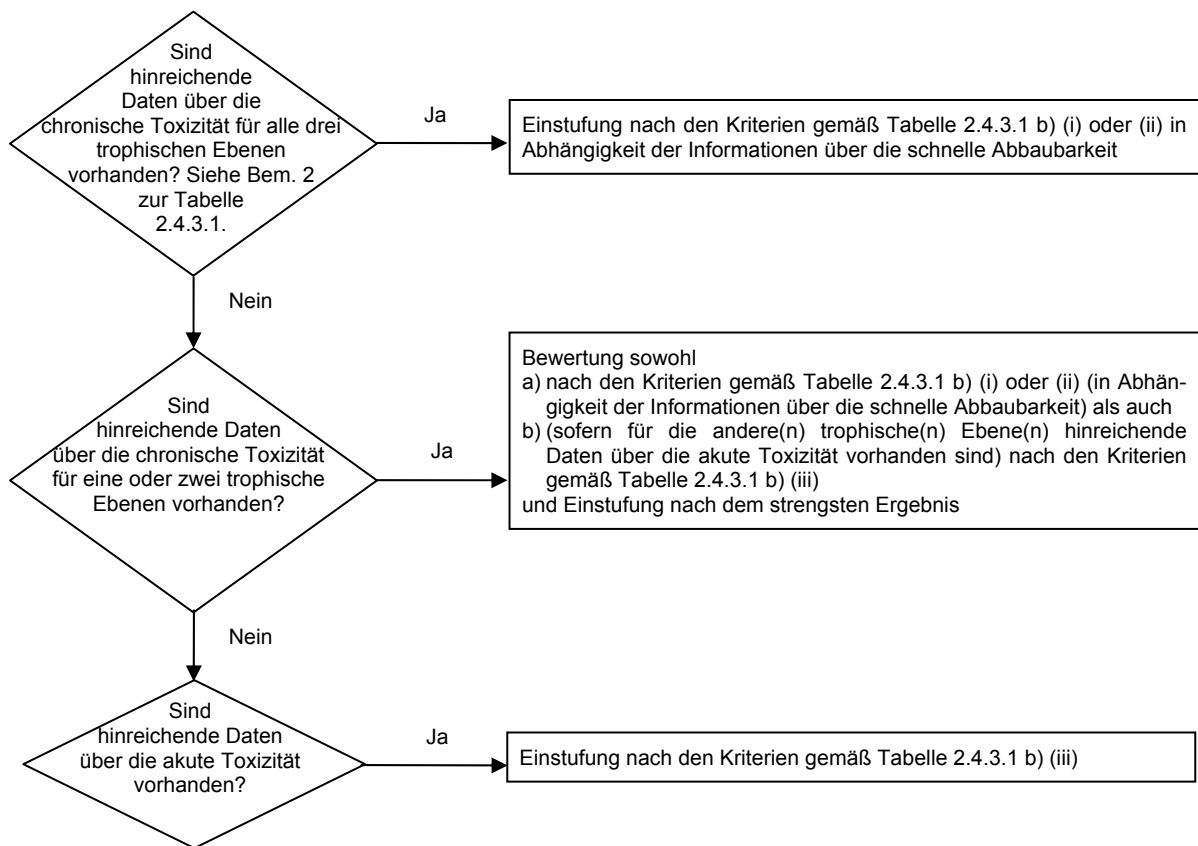 Sind
hinreichende
Daten über die
chronische Toxizität für alle drei
trophischen Ebenen
vorhanden? Siehe Bem. 2
zur Tabelle
2.4.3.1.
Ja
Einstufung nach den Kriterien gemäß Tabelle 2.4.3.1 b) (i) oder (ii) in
Abhängigkeit der Informationen über die schnelle Abbaubarkeit
Nein
Sind
hinreichende Daten
über die chronische Toxizität
für eine oder zwei trophische
Ebenen vorhanden?
Ja
Bewertung sowohl
a) nach den Kriterien gemäß Tabelle 2.4.3.1 b) (i) oder (ii) (in Abhän-
gigkeit der Informationen über die schnelle Abbaubarkeit) als auch
b) (sofern für die andere(n) trophische(n) Ebene(n) hinreichende
Daten über die akute Toxizität vorhanden sind) nach den Kriterien
gemäß Tabelle 2.4.3.1 b) (iii)
und Einstufung nach dem strengsten Ergebnis
Nein
Sind
hinreichende Daten
über die akute Toxizität
vorhanden?
Ja
Einstufung nach den Kriterien gemäß Tabelle 2.4.3.1 b) (iii)